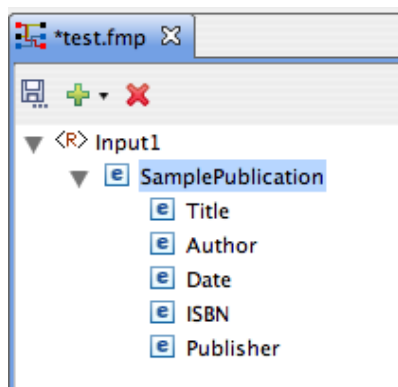 *test.fmp
<R> Input1
e SamplePublication
e Title
e Author
e Date
e ISBN
e Publisher